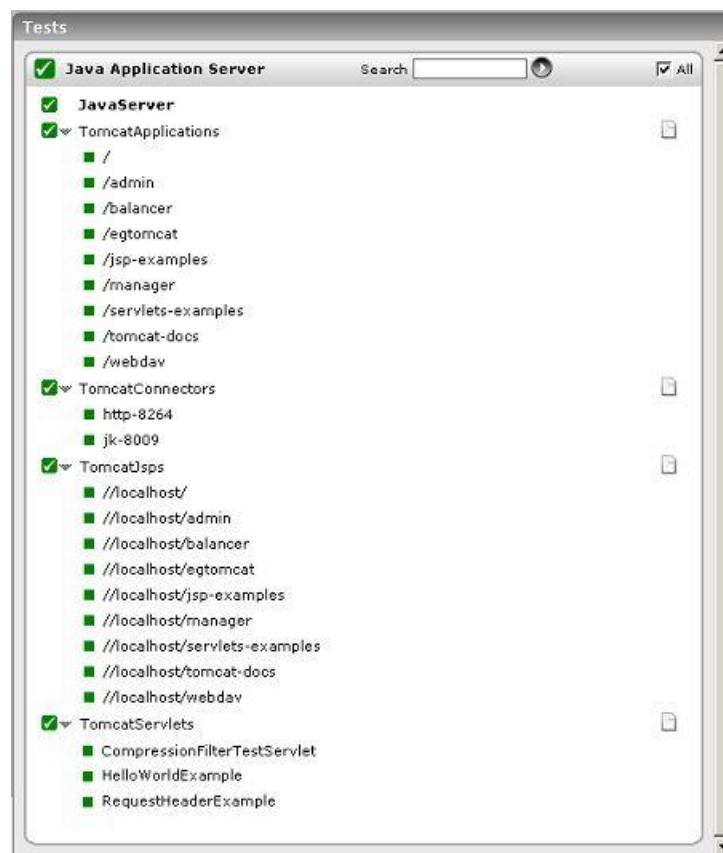 Tests
Java Application Server Search All
JavaServer
TomcatApplications
/
/admin
/balancer
/egtomcat
/jsp-examples
/manager
/servlets-examples
/tomcat-docs
/webdav
TomcatConnectors
http-8264
jk-8009
TomcatJsps
//localhost/
//localhost/admin
//localhost/balancer
//localhost/egtomcat
//localhost/jsp-examples
//localhost/manager
//localhost/servlets-examples
//localhost/tomcat-docs
//localhost/webdav
TomcatServlets
CompressionFilterTestServlet
HelloWorldExample
RequestHeaderExample